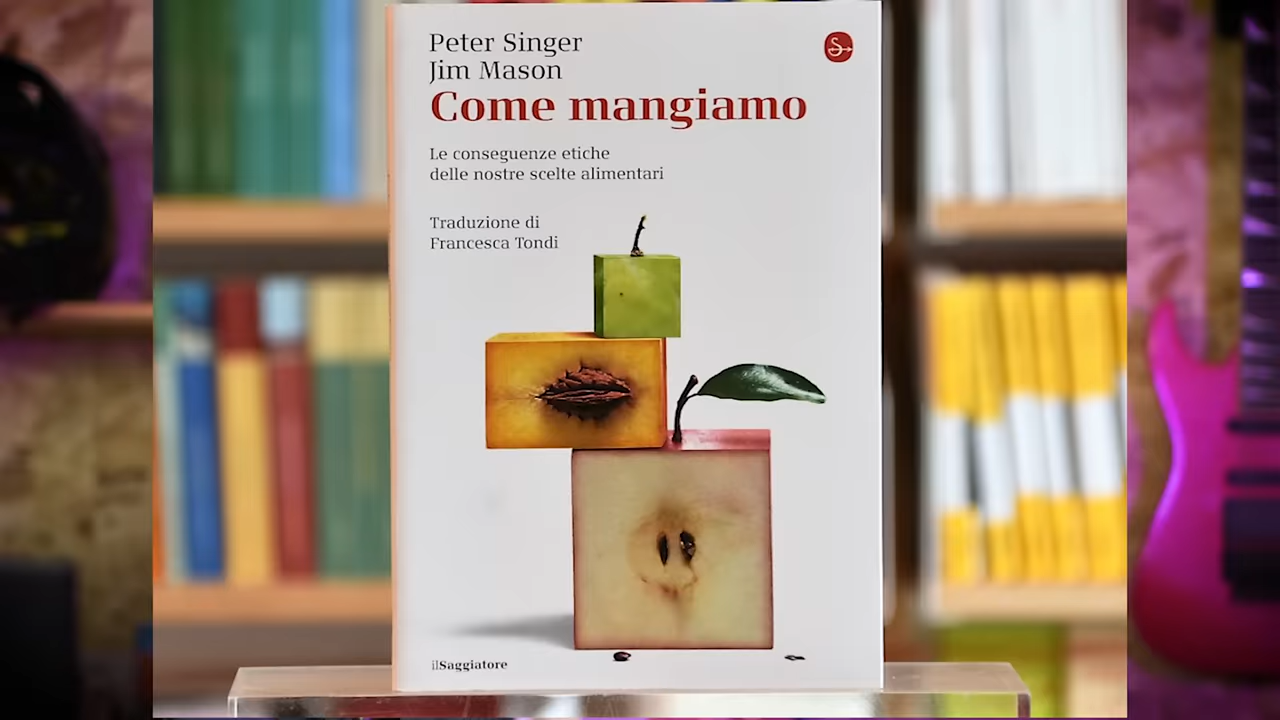 Peter Singer
Jim Mason
Come mangiamo
Le conseguenze etiche
delle nostre scelte alimentari
Traduzione di
Francesca Tondi
ilSaggiatore